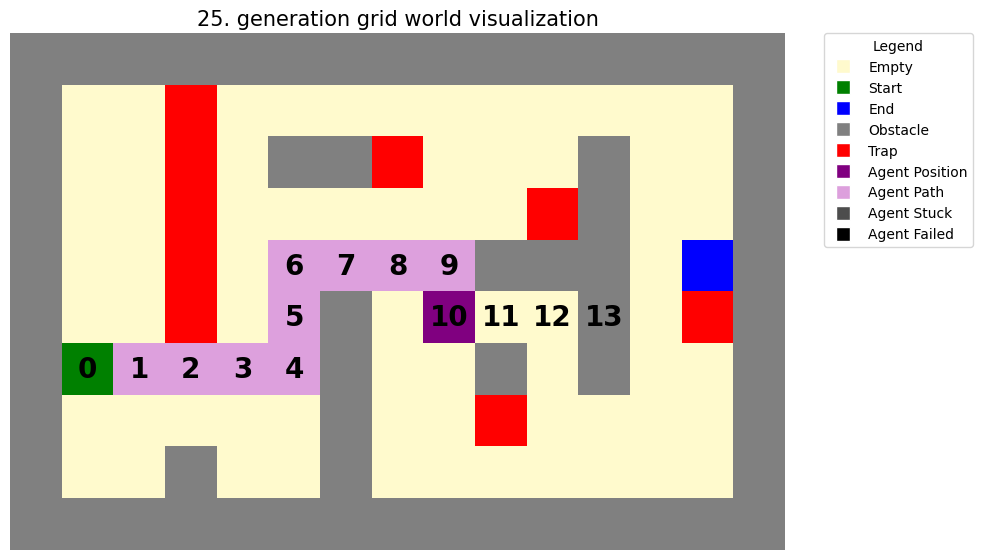 25. generation grid world visualization
Legend
Empty
Start
End
Obstacle
Trap
Agent Position
Agent Path
Agent Stuck
Agent Failed
6 7 8 9
5 10 11 12 13
0 1 2 3 4